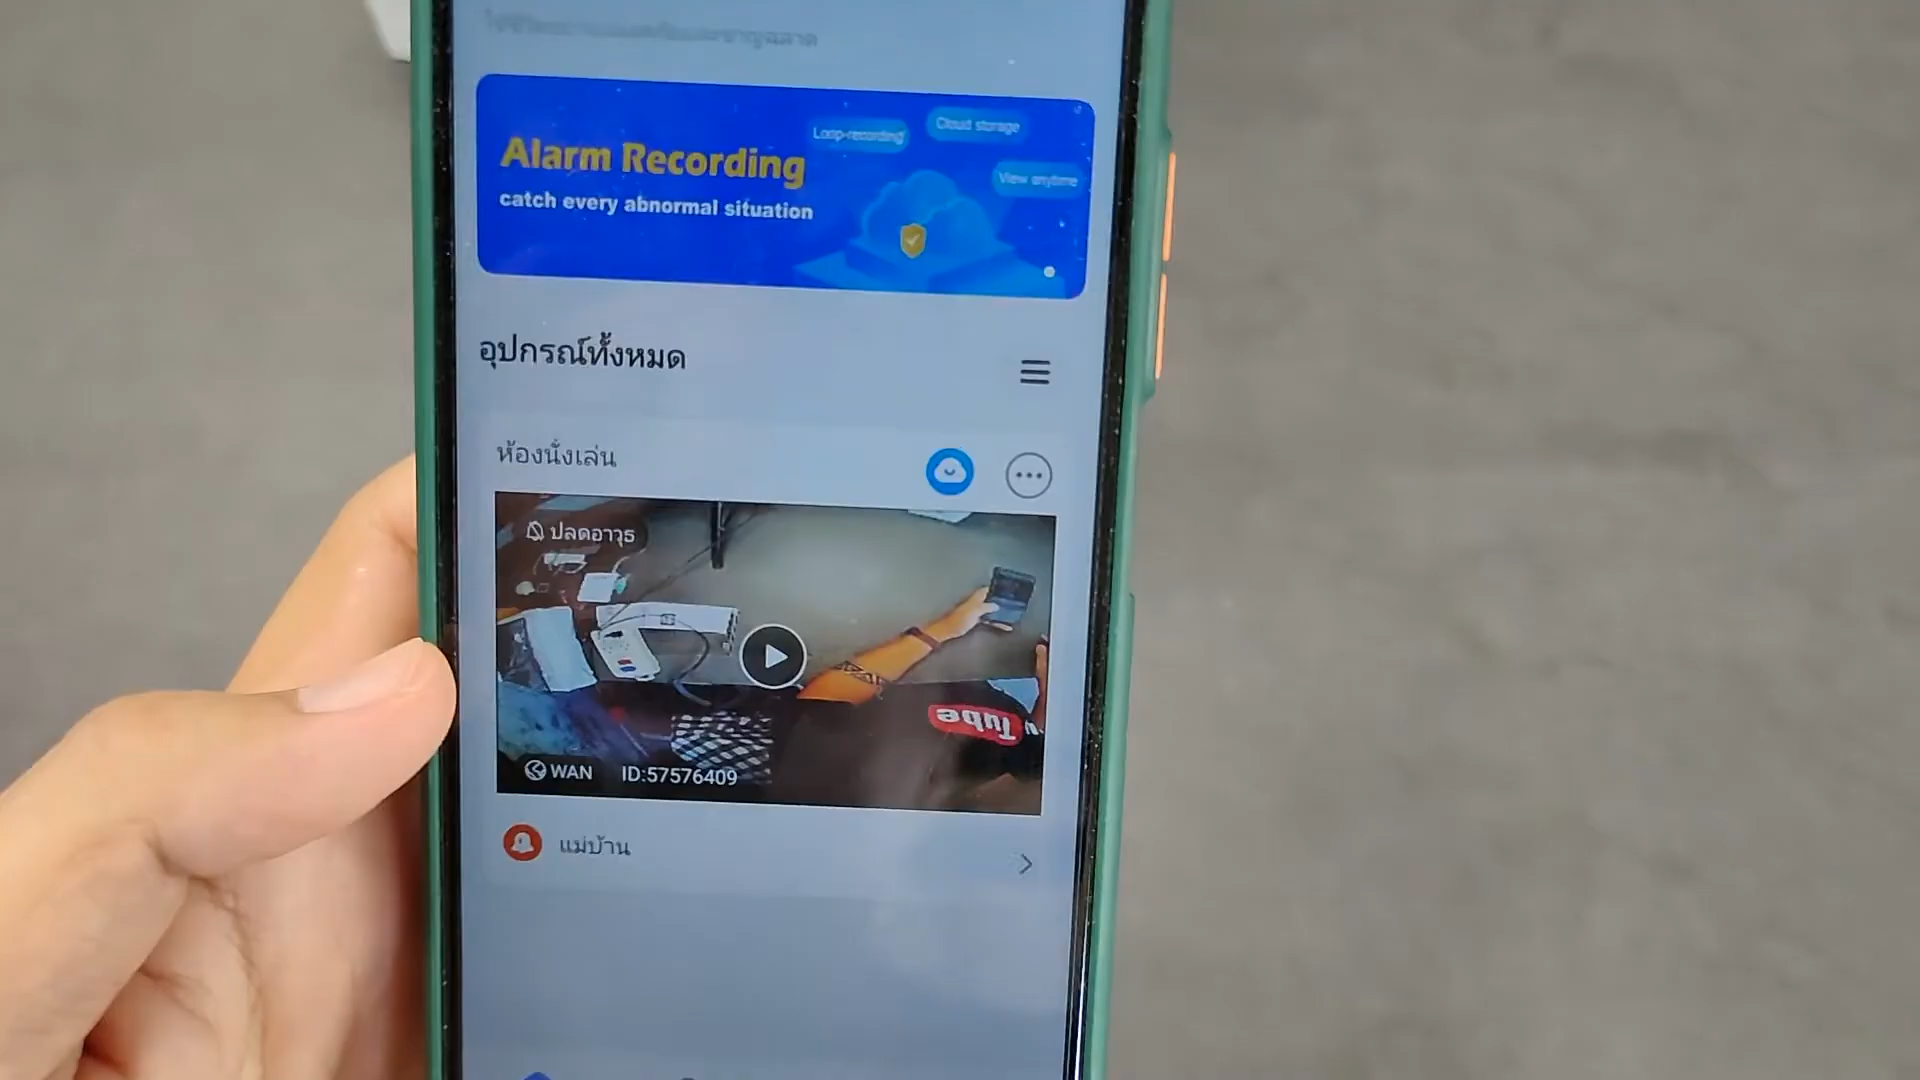 Alarm Recording
catch every abnormal situation
Loop-recording
Cloud storage
View anytime
อุปกรณ์ทั้งหมด
ห้องนั่งเล่น
ปลดอาวุธ
Tube
WAN ID:57576409
แม่บ้าน